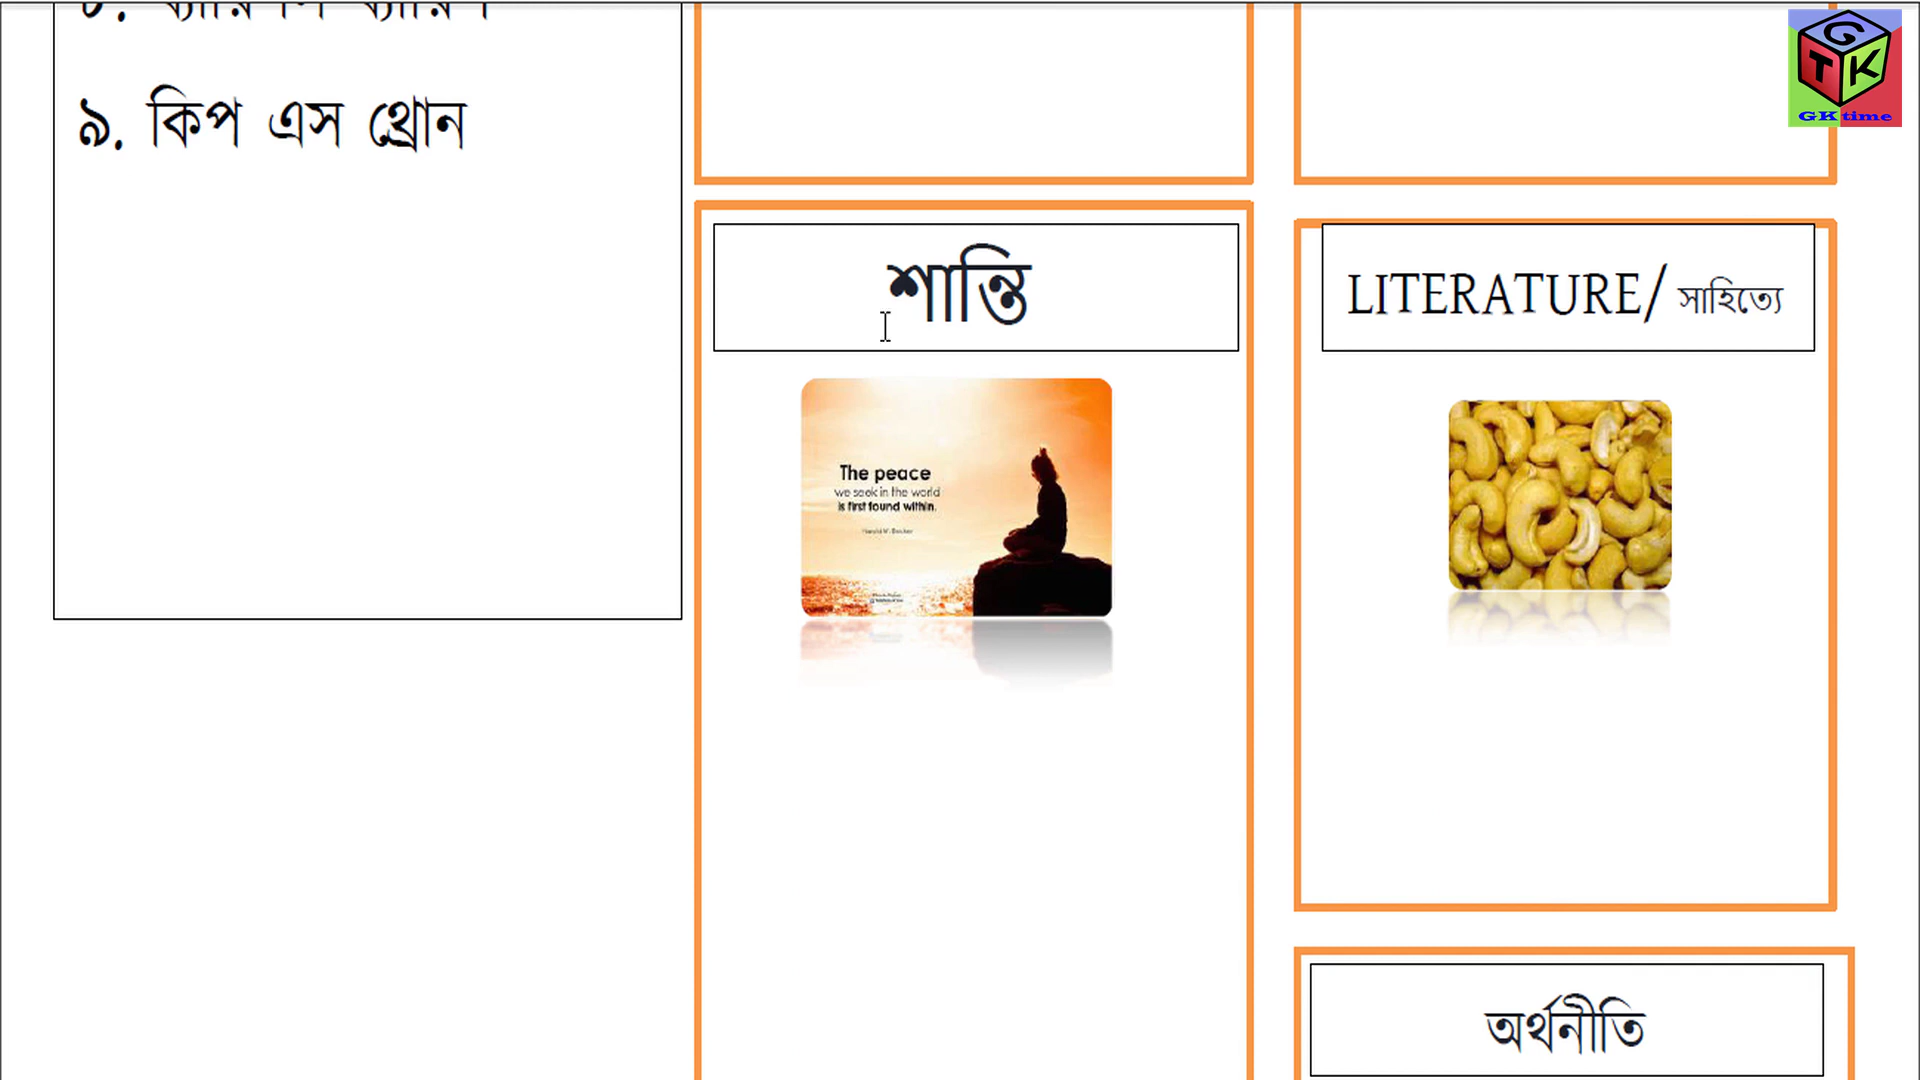 ৯. কিপ এস থ্রোন
শান্তি
The peace
we seek in the world
is first found within.
LITERATURE/ সাহিত্যে
অর্থনীতি
G
T K
GK time